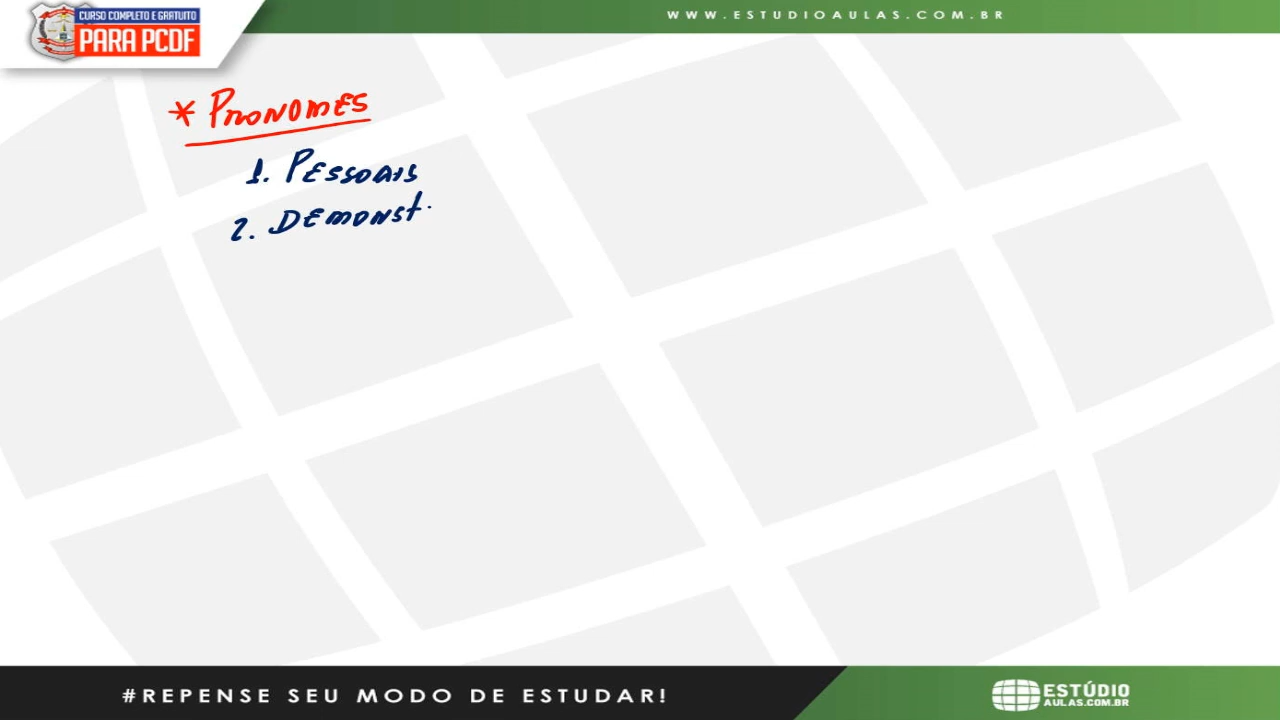 CURSO COMPLETO E GRATUITO
PARA PCDF
WWW.ESTUDIOAULAS.COM.BR
* PRONOMES
1. PESSOAIS
2. DEMONST.
#REPENSE SEU MODO DE ESTUDAR!
ESTÚDIO
AULAS.COM.BR